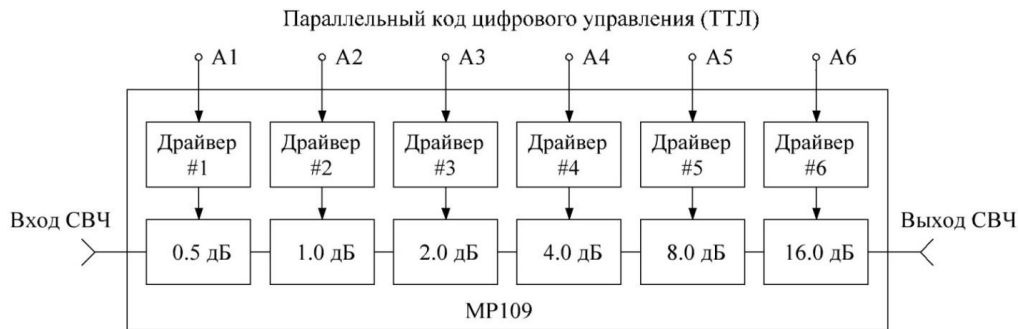 Параллельный код цифрового управления (ТТЛ)
A1 A2 A3 A4 A5 A6
Драйвер #1
Драйвер #2
Драйвер #3
Драйвер #4
Драйвер #5
Драйвер #6
Вход СВЧ
0.5 дБ 1.0 дБ 2.0 дБ 4.0 дБ 8.0 дБ 16.0 дБ
Выход СВЧ
МР109